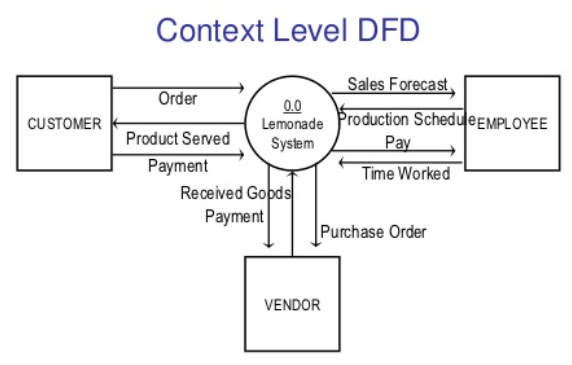 Context Level DFD
CUSTOMER
Order
Product Served
Payment
0.0
Lemonade
System
Sales Forecast
Production Schedule
Pay
Time Worked
EMPLOYEE
Received Goods
Payment
Purchase Order
VENDOR